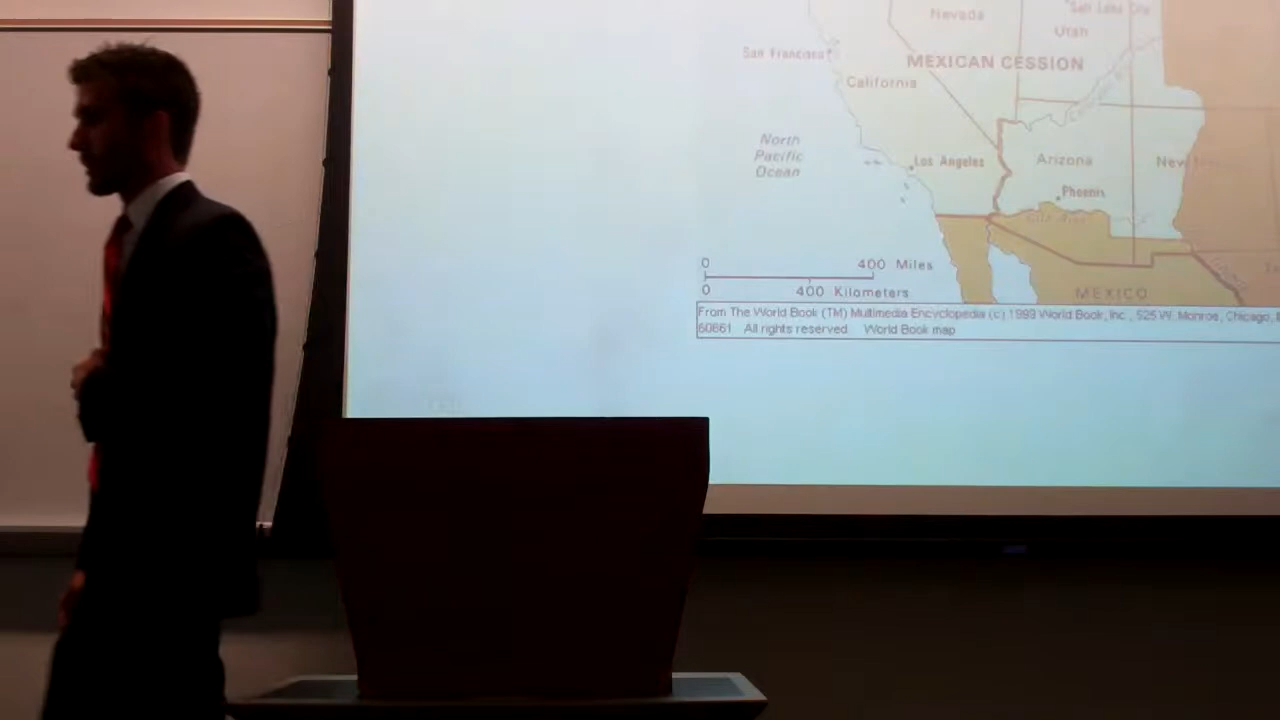 Nevada
San Francisco
Utah
MEXICAN CESSION
California
North
Pacific
Ocean
Los Angeles
Arizona
New
Phoenix
0 400 Miles
0 400 Kilometers
MEXICO
From The World Book (TM) Multimedia Encyclopedia (c) 1999 World Book, Inc., 525 W. Monroe, Chicago,
60661 All rights reserved. World Book map